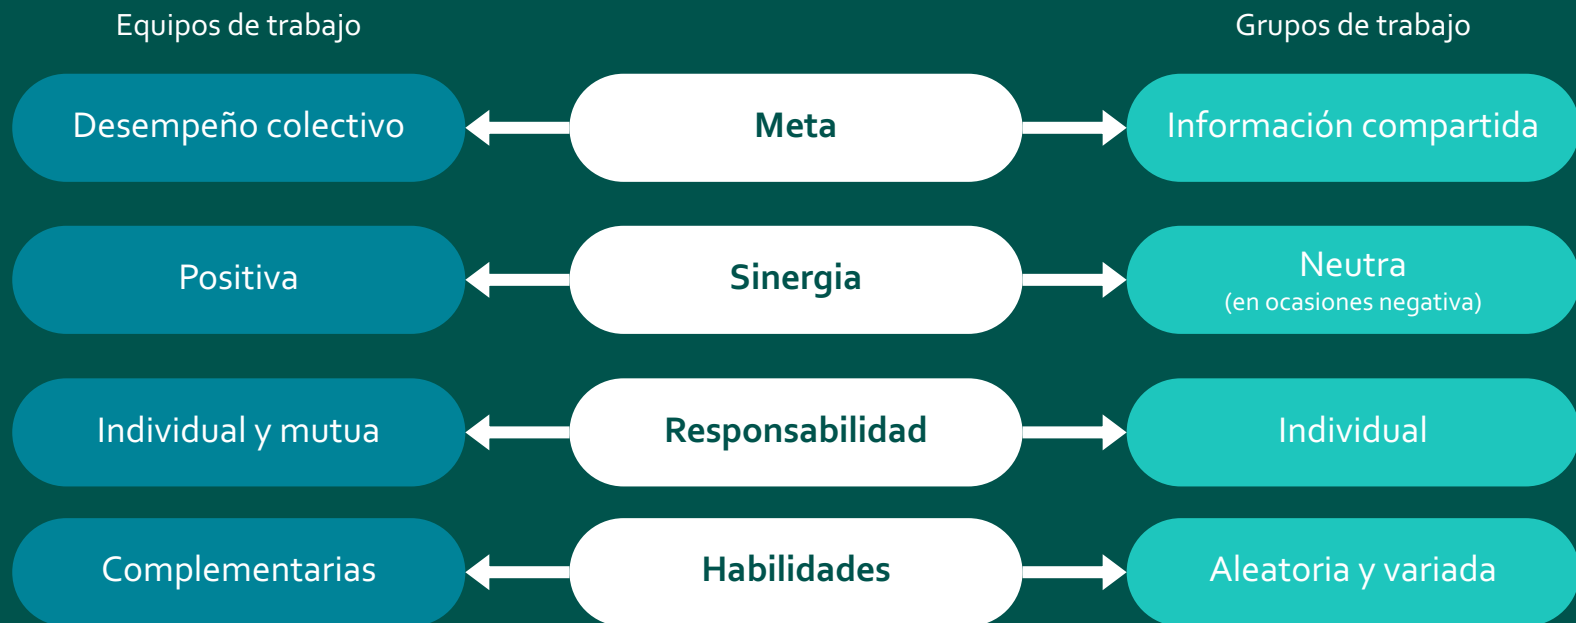 Equipos de trabajo
Grupos de trabajo
Desempeño colectivo
Meta
Información compartida
Positiva
Sinergia
Neutra
(en ocasiones negativa)
Individual y mutua
Responsabilidad
Individual
Complementarias
Habilidades
Aleatoria y variada